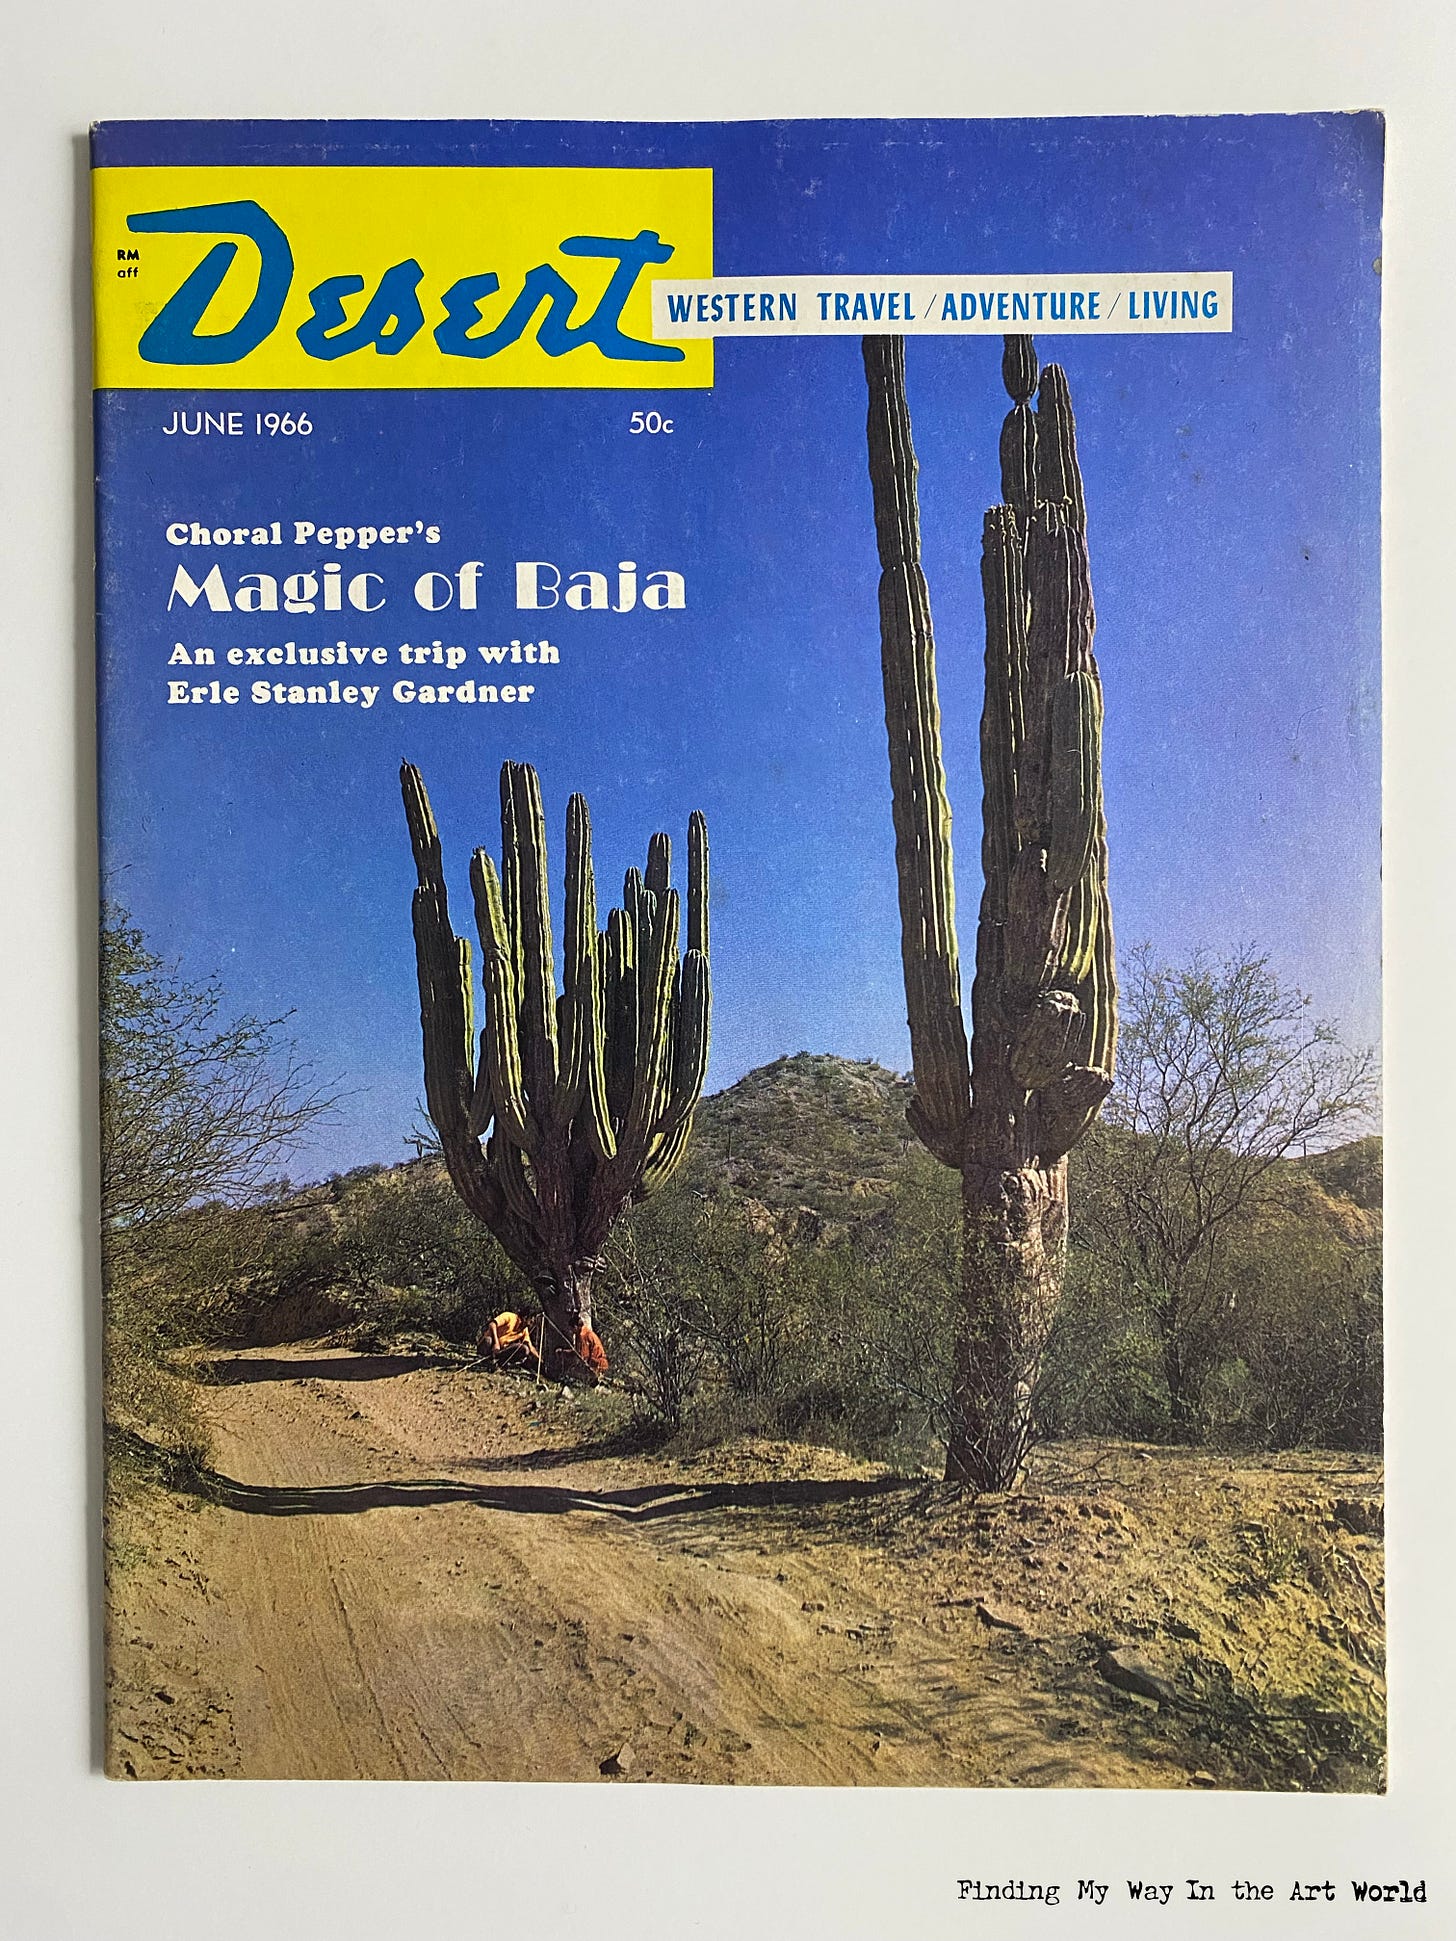 RM
aff
Desert
WESTERN TRAVEL / ADVENTURE / LIVING
JUNE 1966 50c
Choral Pepper's
Magic of Baja
An exclusive trip with
Erle Stanley Gardner
Finding My Way In the Art World